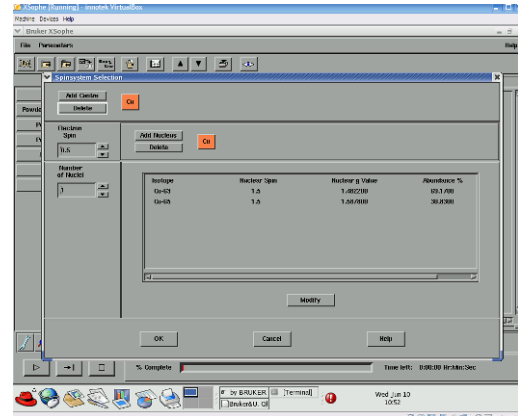 XSophe [Running] - innotek VirtualBox
Machine Devices Help
Bruker XSophe
File Parameters Help
Spinsystem Selection
Add Centre
Delete
Cu
Electron
Spin
0.5
Add Nucleus
Delete
Cu
Number
of Nuclei
1
Isotope Nuclear Spin Nuclear g Value Abundance %
Cu-63 1.5 1.482200 69.1700
Cu-65 1.5 1.587800 30.8300
Modify
OK Cancel Help
% Complete Time left: 0:00:00 Hr:Min:Sec
by BRUKER [Terminal]
Wed Jun 10
10:52